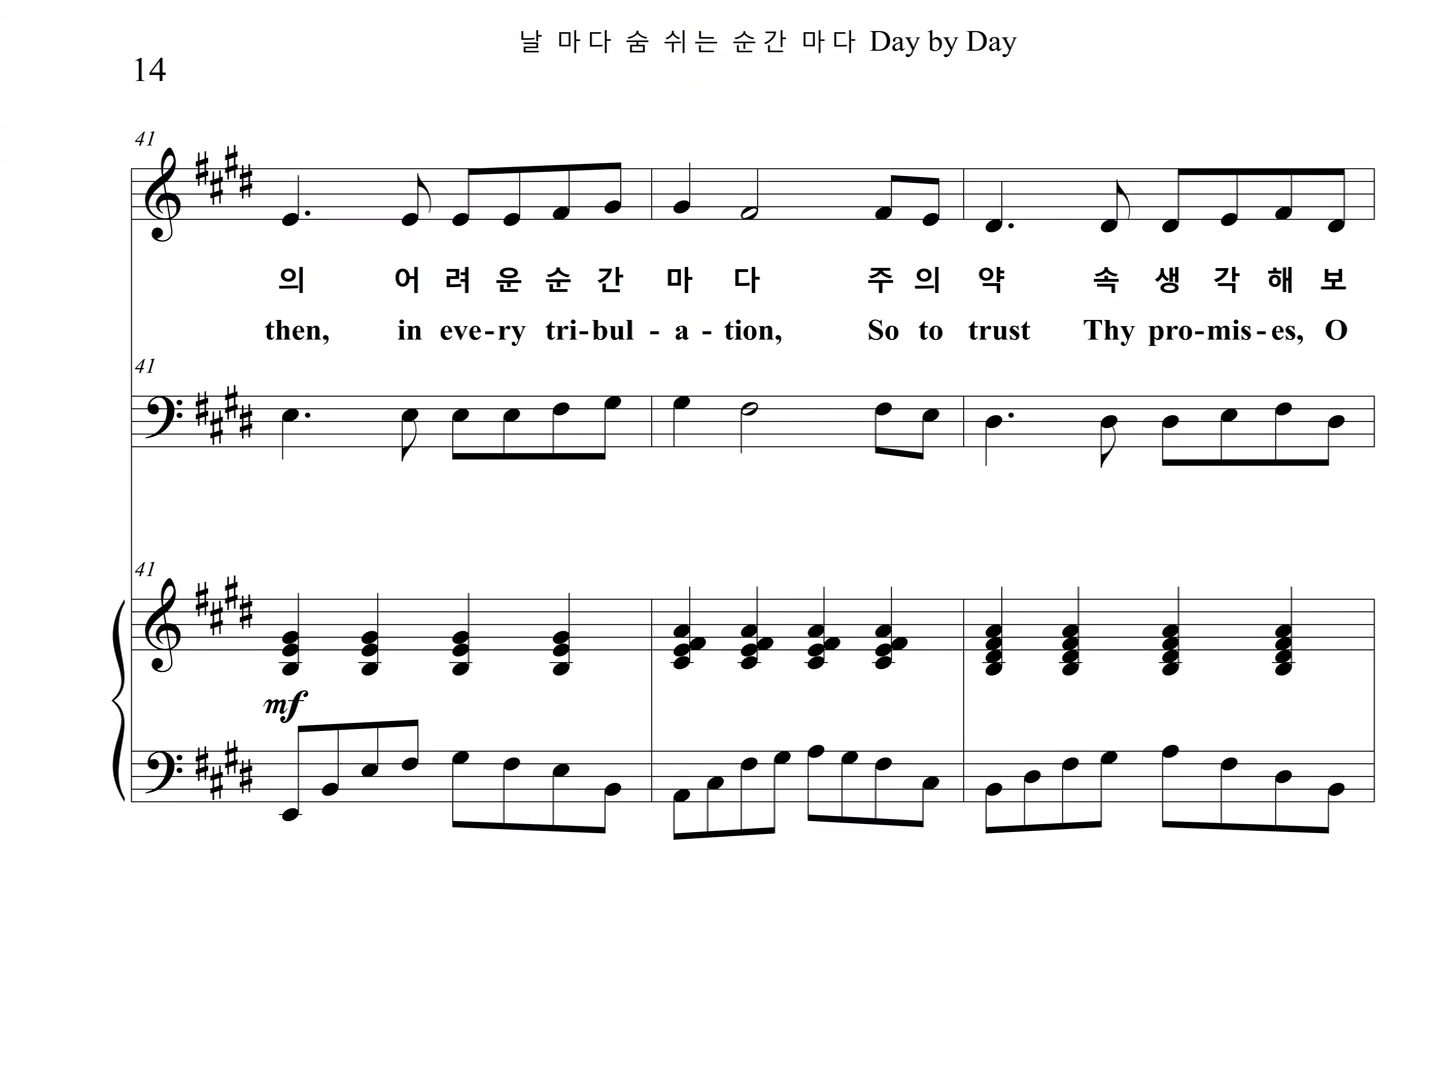 날 마다 숨 쉬는 순간 마다 Day by Day
14
41
의 어 려 운 순 간 마 다 주 의 약 속 생 각 해 보
then, in eve-ry tri-bul - a - tion, So to trust Thy pro-mis-es, O
41
41
mf